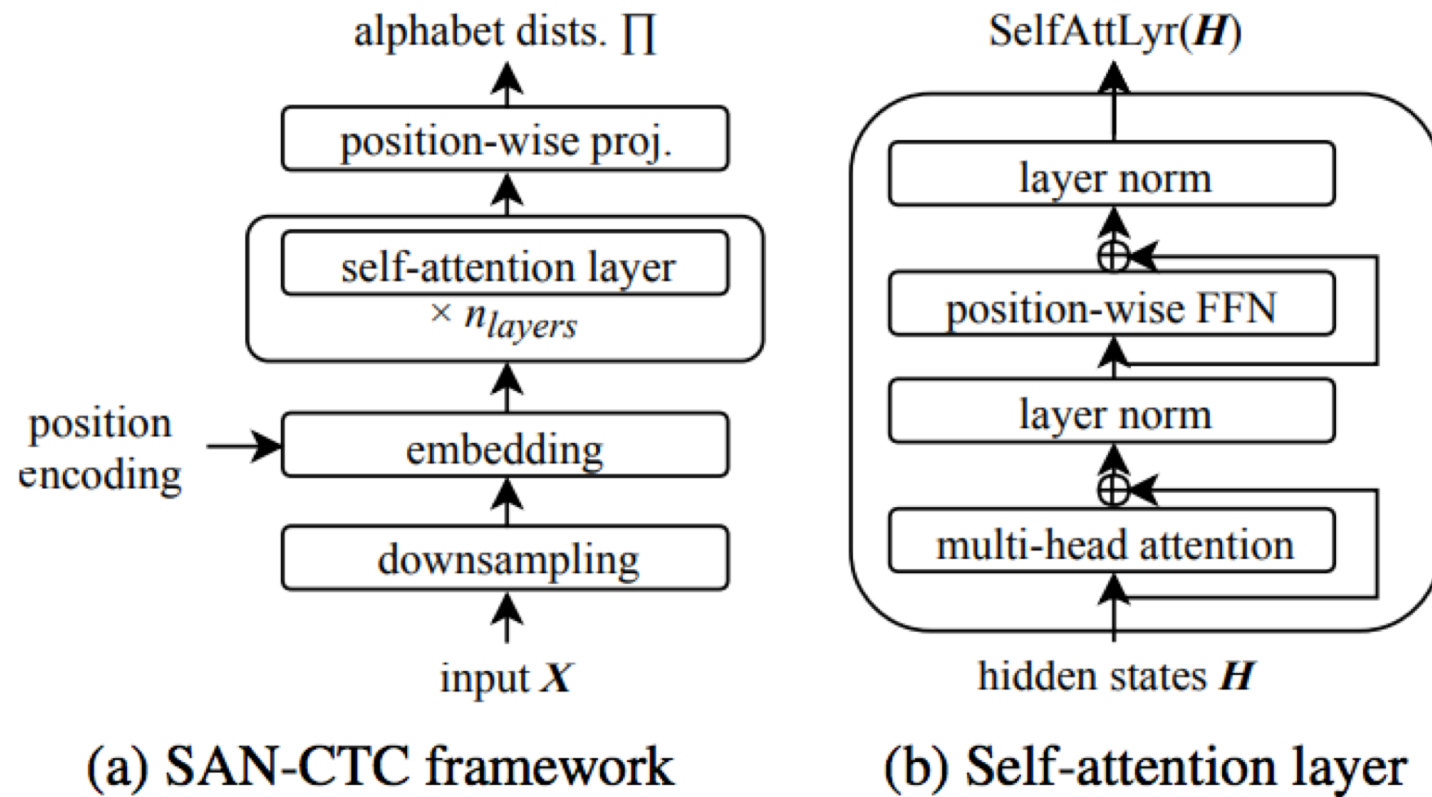 alphabet dists. ∏
position-wise proj.
self-attention layer
× n_layers
position
encoding
embedding
downsampling
input X
(a) SAN-CTC framework
SelfAttLyr(H)
layer norm
⊕
position-wise FFN
layer norm
⊕
multi-head attention
hidden states H
(b) Self-attention layer